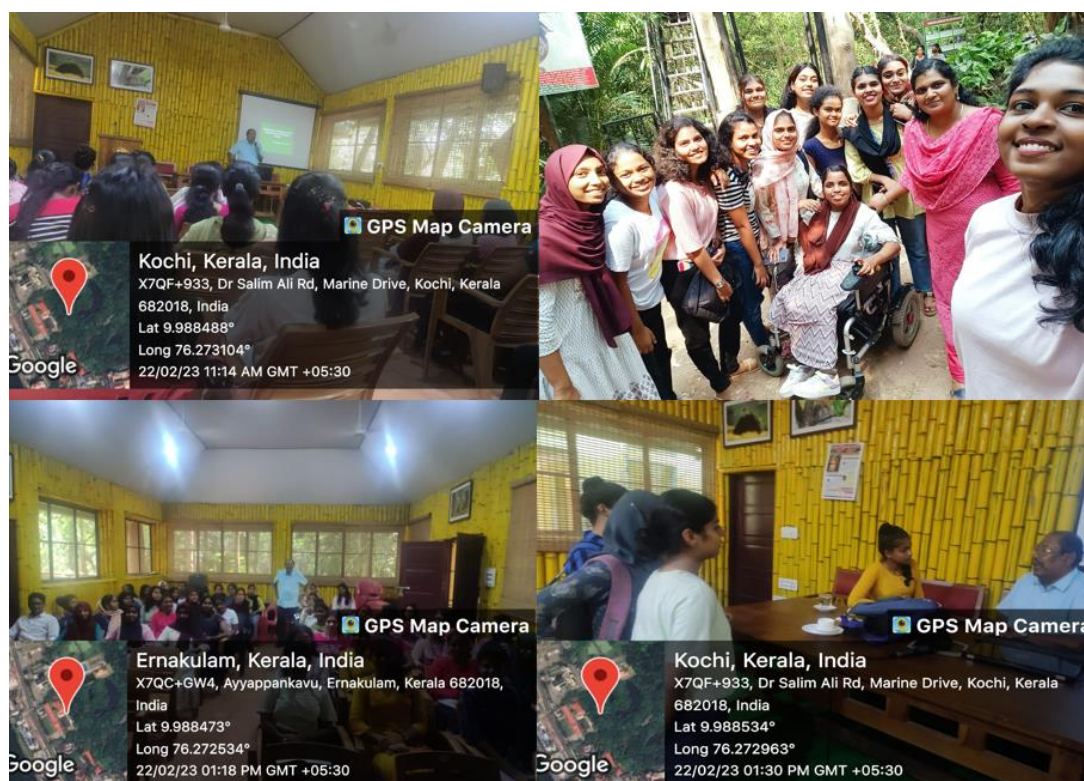 GPS Map Camera
Kochi, Kerala, India
X7QF+933, Dr Salim Ali Rd, Marine Drive, Kochi, Kerala
682018, India
Lat 9.988488°
Long 76.273104°
22/02/23 11:14 AM GMT +05:30
Google
GPS Map Camera
Ernakulam, Kerala, India
X7QC+GW4, Ayyappankavu, Ernakulam, Kerala 682018,
India
Lat 9.988473°
Long 76.272534°
22/02/23 01:18 PM GMT +05:30
Google
GPS Map Camera
Kochi, Kerala, India
X7QF+933, Dr Salim Ali Rd, Marine Drive, Kochi, Kerala
682018, India
Lat 9.988534°
Long 76.272963°
22/02/23 01:30 PM GMT +05:30
Google